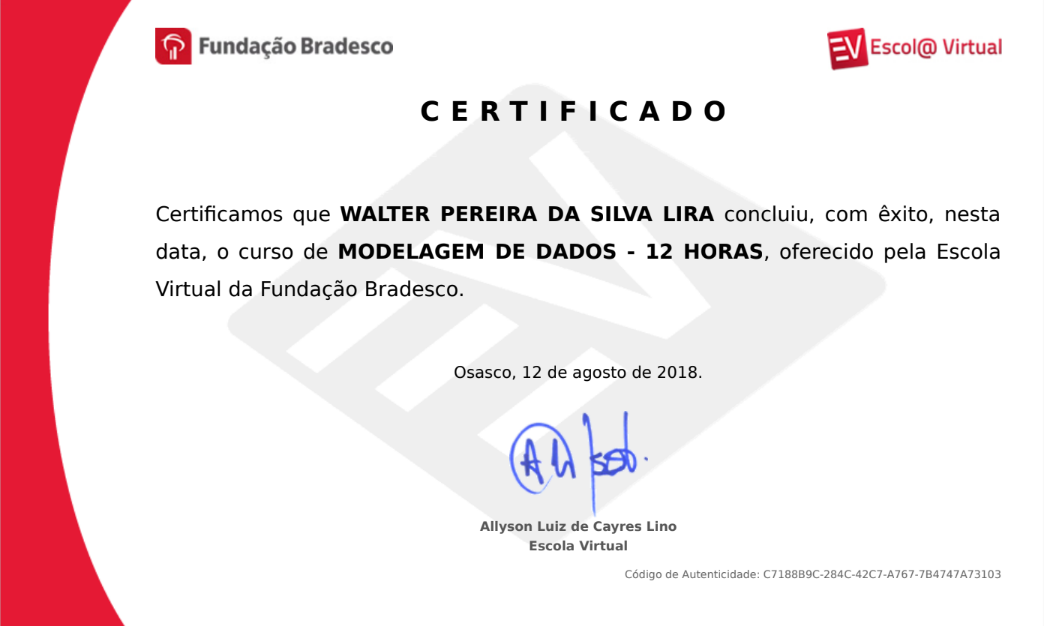 Fundação Bradesco
EV Escol@ Virtual
CERTIFICADO
Certificamos que WALTER PEREIRA DA SILVA LIRA concluiu, com êxito, nesta
data, o curso de MODELAGEM DE DADOS - 12 HORAS, oferecido pela Escola
Virtual da Fundação Bradesco.
Osasco, 12 de agosto de 2018.
Allyson Luiz de Cayres Lino
Escola Virtual
Código de Autenticidade: C7188B9C-284C-42C7-A767-7B4747A73103